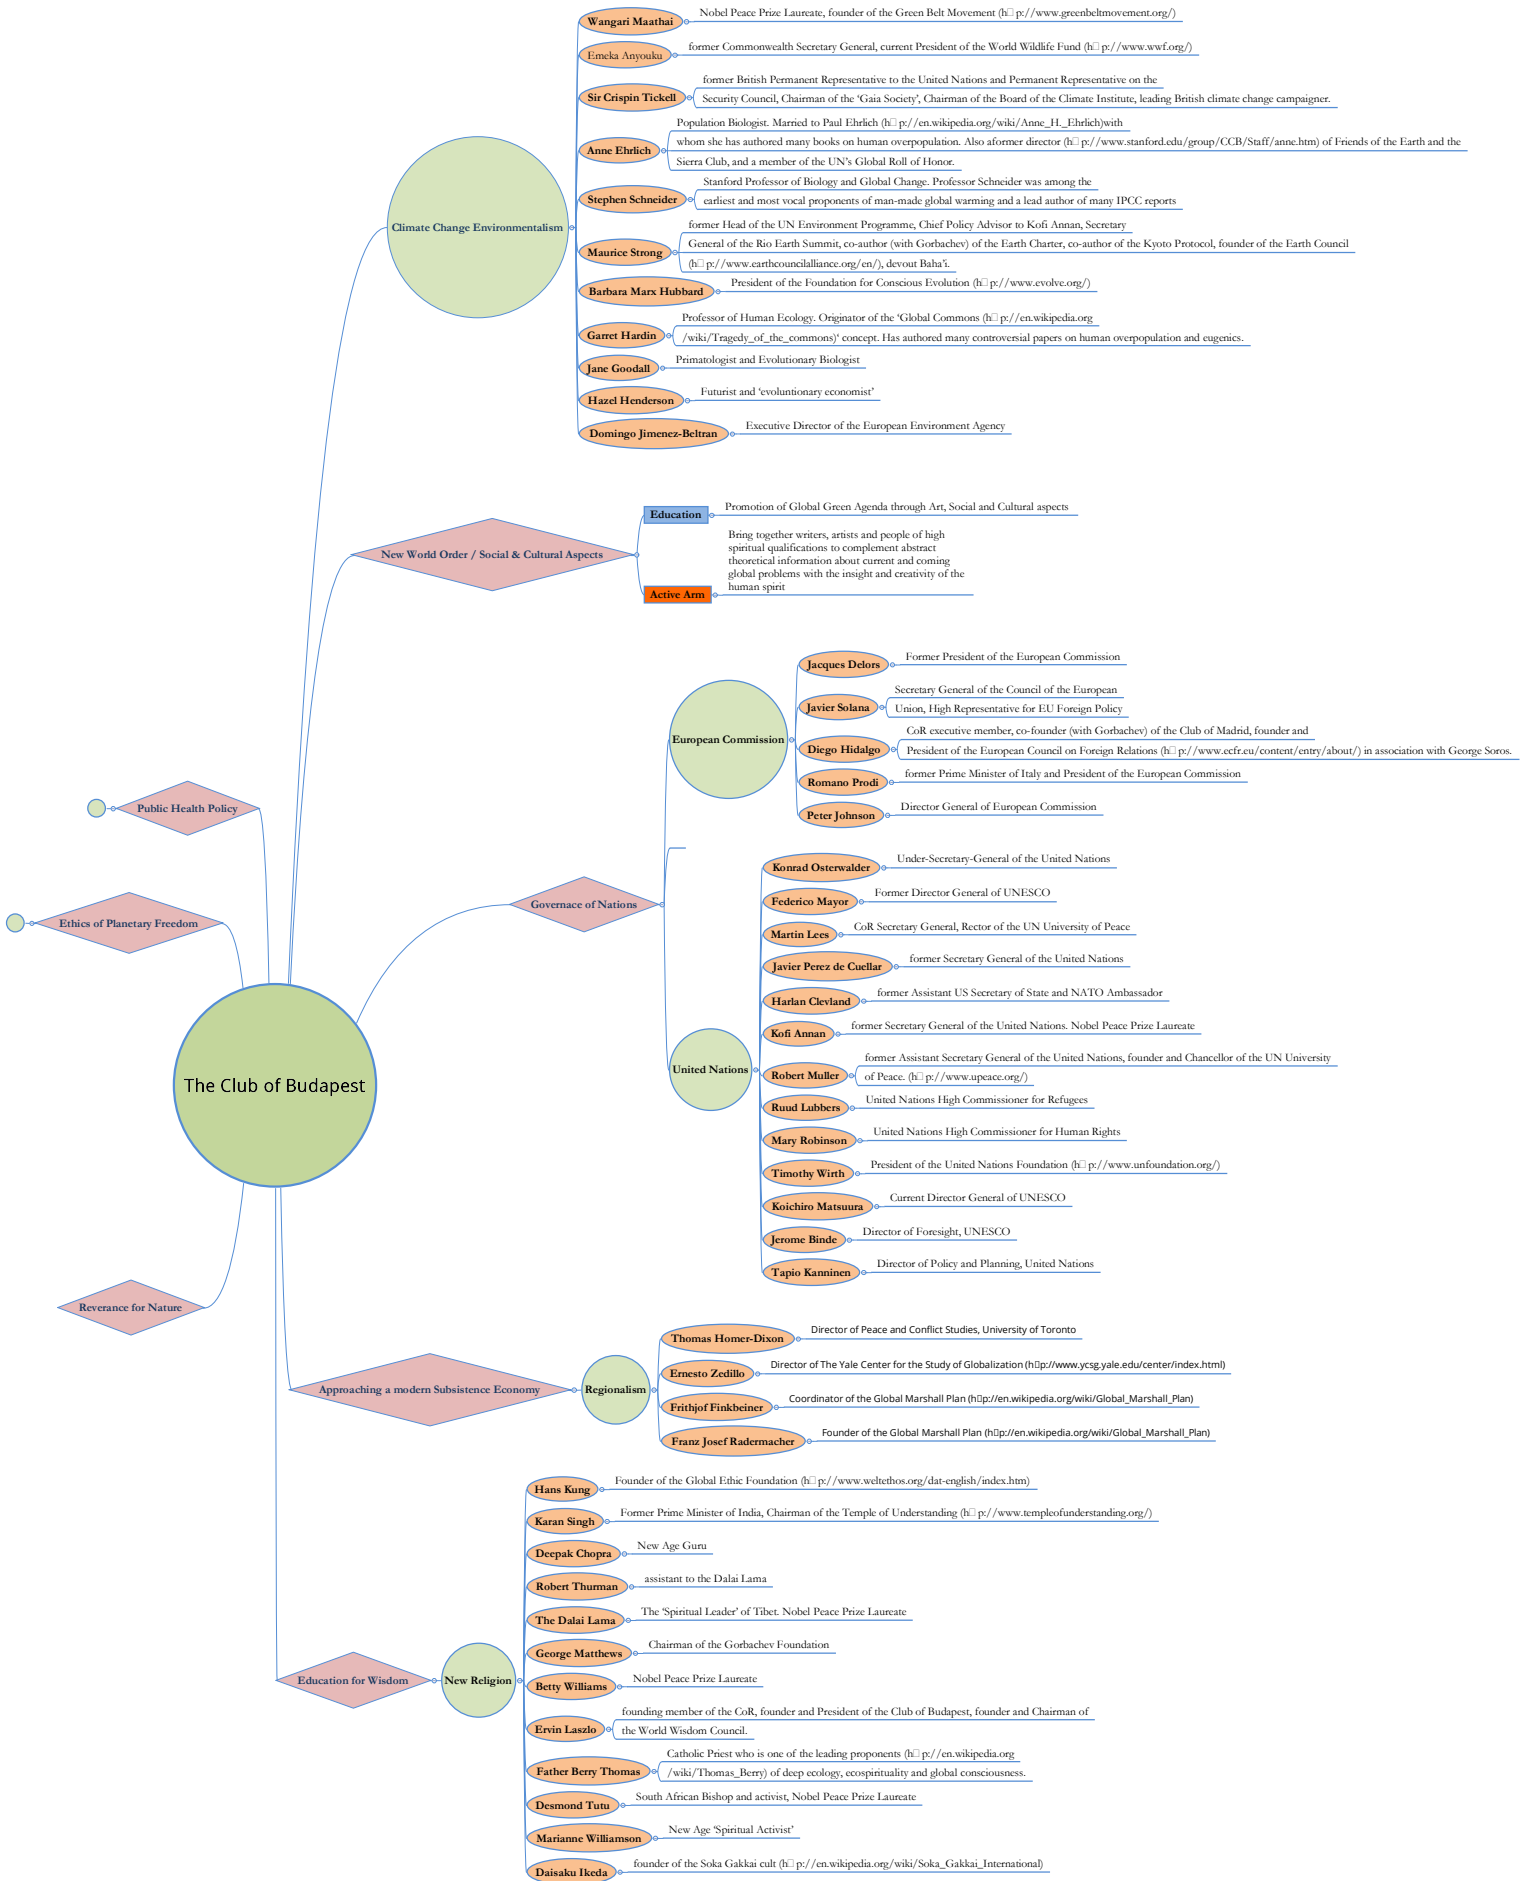 Wangari Maathai
Nobel Peace Prize Laureate, founder of the Green Belt Movement (h□p://www.greenbeltmovement.org/)
Emeka Anyouku
former Commonwealth Secretary General, current President of the World Wildlife Fund (h□p://www.wwf.org/)
Sir Crispin Tickell
former British Permanent Representative to the United Nations and Permanent Representative on the
Security Council, Chairman of the ‘Gaia Society’, Chairman of the Board of the Climate Institute, leading British climate change campaigner.
Anne Ehrlich
Population Biologist. Married to Paul Ehrlich (h□p://en.wikipedia.org/wiki/Anne_H._Ehrlich)with
whom she has authored many books on human overpopulation. Also aformer director (h□p://www.stanford.edu/group/CCB/Staff/anne.htm) of Friends of the Earth and the
Sierra Club, and a member of the UN’s Global Roll of Honor.
Stephen Schneider
Stanford Professor of Biology and Global Change. Professor Schneider was among the
earliest and most vocal proponents of man-made global warming and a lead author of many IPCC reports
Climate Change Environmentalism
Maurice Strong
former Head of the UN Environment Programme, Chief Policy Advisor to Kofi Annan, Secretary
General of the Rio Earth Summit, co-author (with Gorbachev) of the Earth Charter, co-author of the Kyoto Protocol, founder of the Earth Council
(h□p://www.earthcouncilalliance.org/en/), devout Baha’i.
Barbara Marx Hubbard
President of the Foundation for Conscious Evolution (h□p://www.evolve.org/)
Garret Hardin
Professor of Human Ecology. Originator of the ‘Global Commons (h□p://en.wikipedia.org
/wiki/Tragedy_of_the_commons)‘ concept. Has authored many controversial papers on human overpopulation and eugenics.
Jane Goodall
Primatologist and Evolutionary Biologist
Hazel Henderson
Futurist and ‘evoluntionary economist’
Domingo Jimenez-Beltran
Executive Director of the European Environment Agency
New World Order / Social & Cultural Aspects
Education
Promotion of Global Green Agenda through Art, Social and Cultural aspects
Active Arm
Bring together writers, artists and people of high
spiritual qualifications to complement abstract
theoretical information about current and coming
global problems with the insight and creativity of the
human spirit
European Commission
Jacques Delors
Former President of the European Commission
Javier Solana
Secretary General of the Council of the European
Union, High Representative for EU Foreign Policy
Diego Hidalgo
CoR executive member, co-founder (with Gorbachev) of the Club of Madrid, founder and
President of the European Council on Foreign Relations (h□p://www.ecfr.eu/content/entry/about/) in association with George Soros.
Romano Prodi
former Prime Minister of Italy and President of the European Commission
Peter Johnson
Director General of European Commission
Public Health Policy
Governace of Nations
Ethics of Planetary Freedom
United Nations
Konrad Osterwalder
Under-Secretary-General of the United Nations
Federico Mayor
Former Director General of UNESCO
Martin Lees
CoR Secretary General, Rector of the UN University of Peace
Javier Perez de Cuellar
former Secretary General of the United Nations
Harlan Clevland
former Assistant US Secretary of State and NATO Ambassador
Kofi Annan
former Secretary General of the United Nations. Nobel Peace Prize Laureate
Robert Muller
former Assistant Secretary General of the United Nations, founder and Chancellor of the UN University
of Peace. (h□p://www.upeace.org/)
Ruud Lubbers
United Nations High Commissioner for Refugees
Mary Robinson
United Nations High Commissioner for Human Rights
Timothy Wirth
President of the United Nations Foundation (h□p://www.unfoundation.org/)
Koichiro Matsuura
Current Director General of UNESCO
Jerome Binde
Director of Foresight, UNESCO
Tapio Kanninen
Director of Policy and Planning, United Nations
The Club of Budapest
Reverance for Nature
Approaching a modern Subsistence Economy
Regionalism
Thomas Homer-Dixon
Director of Peace and Conflict Studies, University of Toronto
Ernesto Zedillo
Director of The Yale Center for the Study of Globalization (h□p://www.ycsg.yale.edu/center/index.html)
Frithjof Finkbeiner
Coordinator of the Global Marshall Plan (h□p://en.wikipedia.org/wiki/Global_Marshall_Plan)
Franz Josef Radermacher
Founder of the Global Marshall Plan (h□p://en.wikipedia.org/wiki/Global_Marshall_Plan)
Education for Wisdom
New Religion
Hans Kung
Founder of the Global Ethic Foundation (h□p://www.weltethos.org/dat-english/index.htm)
Karan Singh
Former Prime Minister of India, Chairman of the Temple of Understanding (h□p://www.templeofunderstanding.org/)
Deepak Chopra
New Age Guru
Robert Thurman
assistant to the Dalai Lama
The Dalai Lama
The ‘Spiritual Leader’ of Tibet. Nobel Peace Prize Laureate
George Matthews
Chairman of the Gorbachev Foundation
Betty Williams
Nobel Peace Prize Laureate
Ervin Laszlo
founding member of the CoR, founder and President of the Club of Budapest, founder and Chairman of
the World Wisdom Council.
Father Berry Thomas
Catholic Priest who is one of the leading proponents (h□p://en.wikipedia.org
/wiki/Thomas_Berry) of deep ecology, ecospirituality and global consciousness.
Desmond Tutu
South African Bishop and activist, Nobel Peace Prize Laureate
Marianne Williamson
New Age ‘Spiritual Activist’
Daisaku Ikeda
founder of the Soka Gakkai cult (h□p://en.wikipedia.org/wiki/Soka_Gakkai_International)